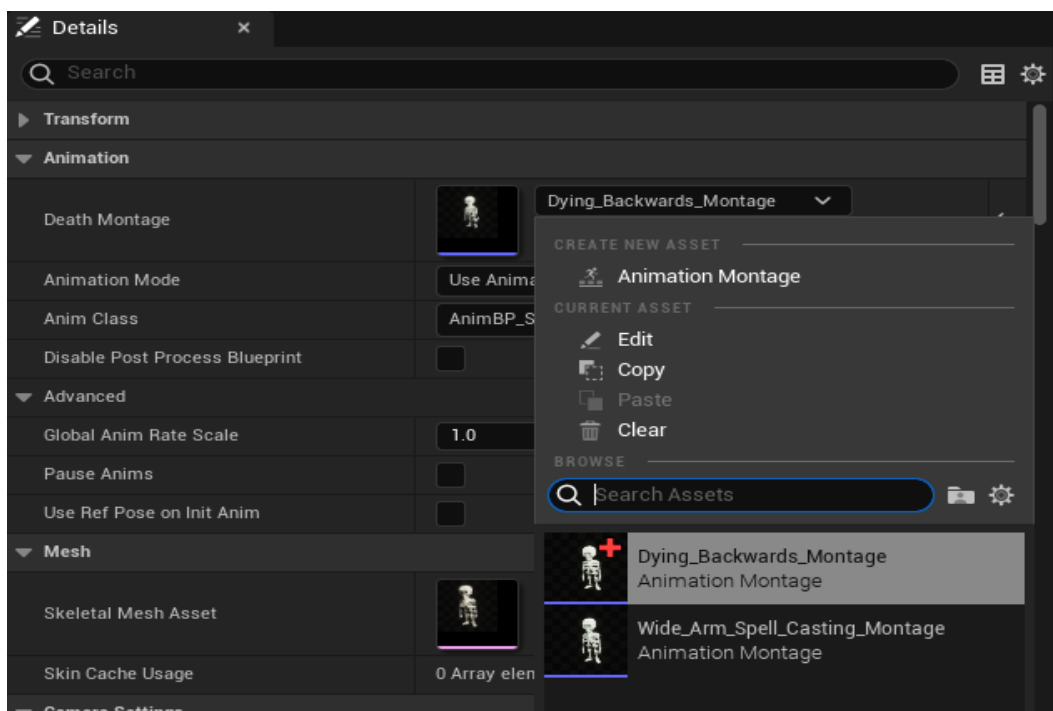 Details
Search
Transform
Animation
Death Montage
Dying_Backwards_Montage
CREATE NEW ASSET
Animation Montage
Animation Mode
Use Anima
CURRENT ASSET
Anim Class
AnimBP_S
Edit
Disable Post Process Blueprint
Copy
Advanced
Paste
Global Anim Rate Scale
1.0
Clear
BROWSE
Pause Anims
Search Assets
Use Ref Pose on Init Anim
Mesh
Dying_Backwards_Montage
Animation Montage
Skeletal Mesh Asset
Wide_Arm_Spell_Casting_Montage
Animation Montage
Skin Cache Usage
0 Array elen
Camera Settings